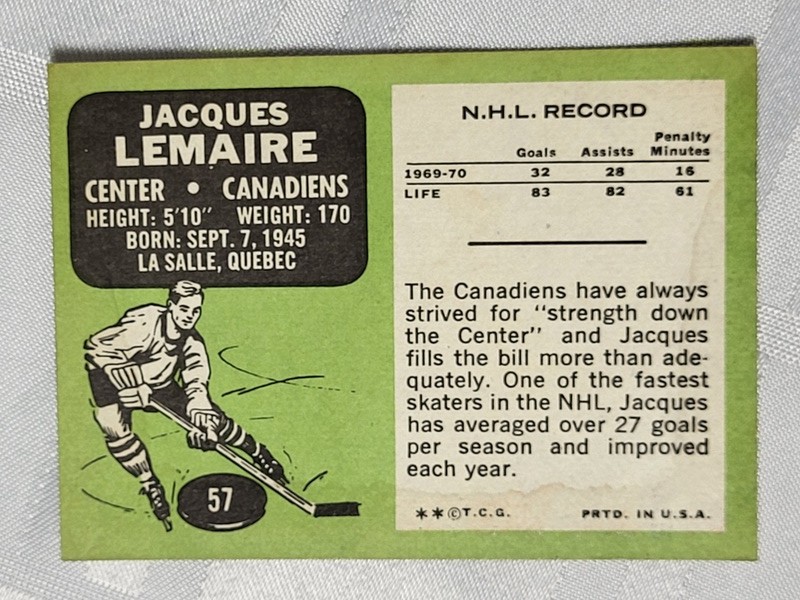 JACQUES
LEMAIRE
CENTER • CANADIENS
HEIGHT: 5'10" WEIGHT: 170
BORN: SEPT. 7, 1945
LA SALLE, QUEBEC
57
N.H.L. RECORD
Penalty
Goals Assists Minutes
1969-70 32 28 16
LIFE 83 82 61
The Canadiens have always
strived for "strength down
the Center" and Jacques
fills the bill more than ade-
quately. One of the fastest
skaters in the NHL, Jacques
has averaged over 27 goals
per season and improved
each year.
**©T.C.G. PRTD. IN U.S.A.